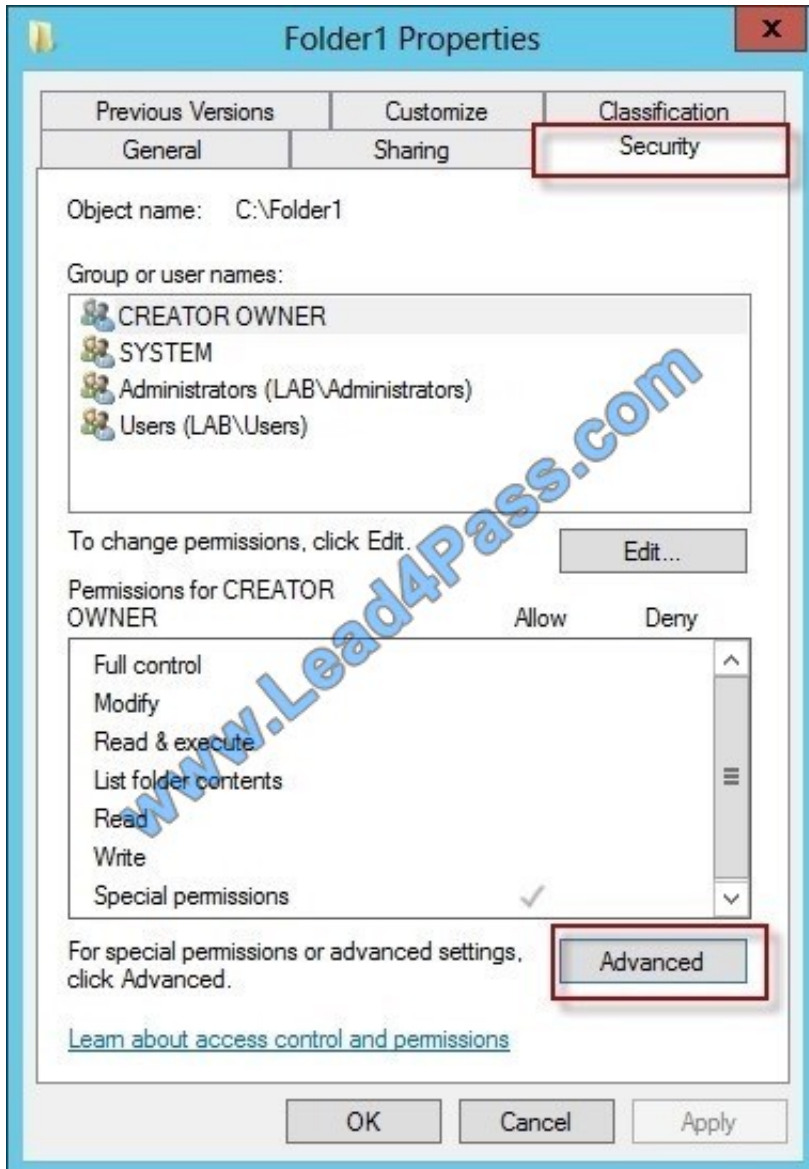 Folder1 Properties
x
Previous Versions
Customize
Classification
General
Sharing
Security
Object name: C:\Folder1
Group or user names:
CREATOR OWNER
SYSTEM
Administrators (LAB\Administrators)
Users (LAB\Users)
To change permissions, click Edit.
Edit...
Permissions for CREATOR
OWNER
Allow
Deny
Full control
Modify
Read & execute
List folder contents
Read
Write
Special permissions
For special permissions or advanced settings,
click Advanced.
Advanced
Learn about access control and permissions
OK
Cancel
Apply
www.Lead4Pass.com